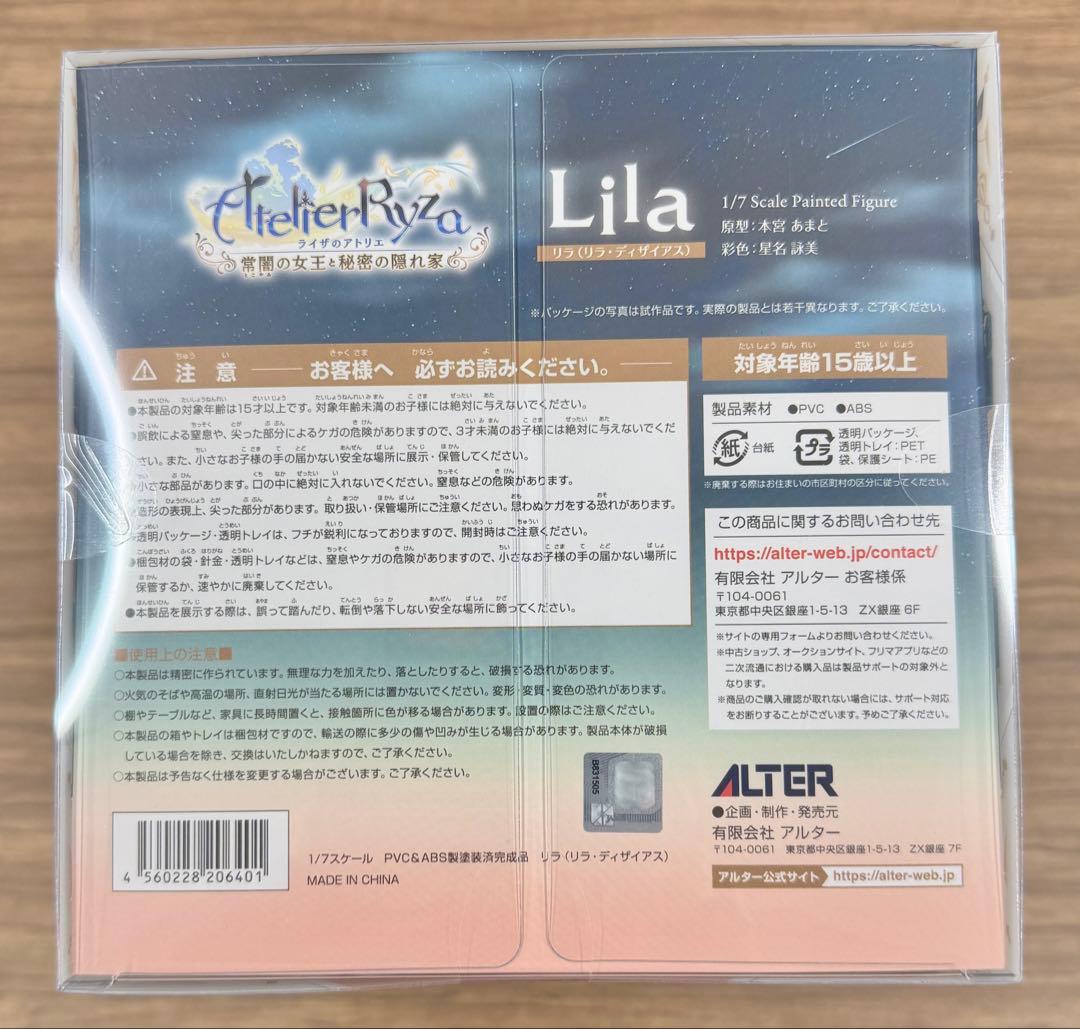 Atelier Ryza
ライザのアトリエ
常闇の女王と秘密の隠れ家
とこやみ
Lila
リラ(リラ・ディザイアス)
1/7 Scale Painted Figure
原型:本宮 あまと
彩色:星名 詠美
※パッケージの写真は試作品です。実際の製品とは若干異なります。ご了承ください。
⚠ 注意 お客様へ 必ずお読みください。
●本製品の対象年齢は15才以上です。対象年齢未満のお子様には絶対に与えないでください。
●誤飲による窒息や、尖った部分によるケガの危険がありますので、3才未満のお子様には絶対に与えないでくだ
さい。また、小さなお子様の手の届かない安全な場所に展示・保管してください。
●小さな部品があります。口の中に絶対に入れないでください。窒息などの危険があります。
●造形の表現上、尖った部分があります。取り扱い・保管場所にご注意ください。思わぬケガをする恐れがあります。
●透明パッケージ・透明トレイは、フチが鋭利になっておりますので、開封時はご注意ください。
●梱包材の袋・針金・透明トレイなどは、窒息やケガの危険がありますので、小さなお子様の手の届かない場所に
保管するか、速やかに廃棄してください。
●本製品を展示する際は、誤って踏んだり、転倒や落下しない安全な場所に飾ってください。
■使用上の注意■
○本製品は精密に作られています。無理な力を加えたり、落としたりすると、破損する恐れがあります。
○火気のそばや高温の場所、直射日光が当たる場所には置かないでください。変形・変質・変色の恐れがあります。
○棚やテーブルなど、家具に長時間置くと、接触箇所に色が移る場合があります。設置の際はご注意ください。
○本製品の箱やトレイは梱包材ですので、輸送の際に多少の傷や凹みが生じる場合があります。製品本体が破損
している場合を除き、交換はいたしかねますので、ご了承ください。
○本製品は予告なく仕様を変更する場合がございます。ご了承ください。
4 560228 206401
1/7スケール PVC&ABS製塗装済完成品 リラ(リラ・ディザイアス)
MADE IN CHINA
B831505
対象年齢15歳以上
たいしょうねんれい さいいじょう
製品素材 ●PVC ●ABS
紙 台紙
プラ 透明パッケージ、
透明トレイ:PET
袋、保護シート:PE
※廃棄する際はお住まいの市区町村の区分に従ってください。
この商品に関するお問い合わせ先
https://alter-web.jp/contact/
有限会社 アルター お客様係
〒104-0061
東京都中央区銀座1-5-13 ZX銀座 6F
※サイトの専用フォームよりお問い合わせください。
※中古ショップ、オークションサイト、フリマアプリなどの
二次流通における購入品は製品サポートの対象外と
なります。
※商品のご購入確認が取れない場合には、サポート対応
をお断りすることがございます。予めご了承ください。
ALTER
●企画・制作・発売元
有限会社 アルター
〒104-0061 東京都中央区銀座1-5-13 ZX銀座 7F
アルター公式サイト https://alter-web.jp